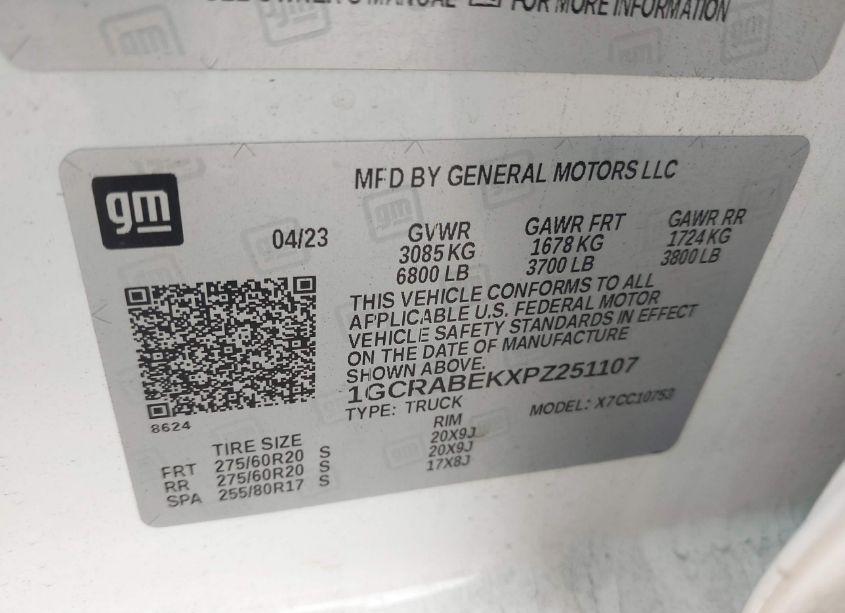 OWNER'S MANUAL FOR MORE INFORMATION
gm
MFD BY GENERAL MOTORS LLC
04/23 GVWR GAWR FRT GAWR RR
3085 KG 1678 KG 1724 KG
6800 LB 3700 LB 3800 LB
THIS VEHICLE CONFORMS TO ALL
APPLICABLE U.S. FEDERAL MOTOR
VEHICLE SAFETY STANDARDS IN EFFECT
ON THE DATE OF MANUFACTURE
SHOWN ABOVE.
1GCRABEKXPZ251107
TYPE: TRUCK MODEL: X7CC10753
8624
TIRE SIZE RIM
FRT 275/60R20 S 20X9J
RR 275/60R20 S 20X9J
SPA 255/80R17 S 17X8J